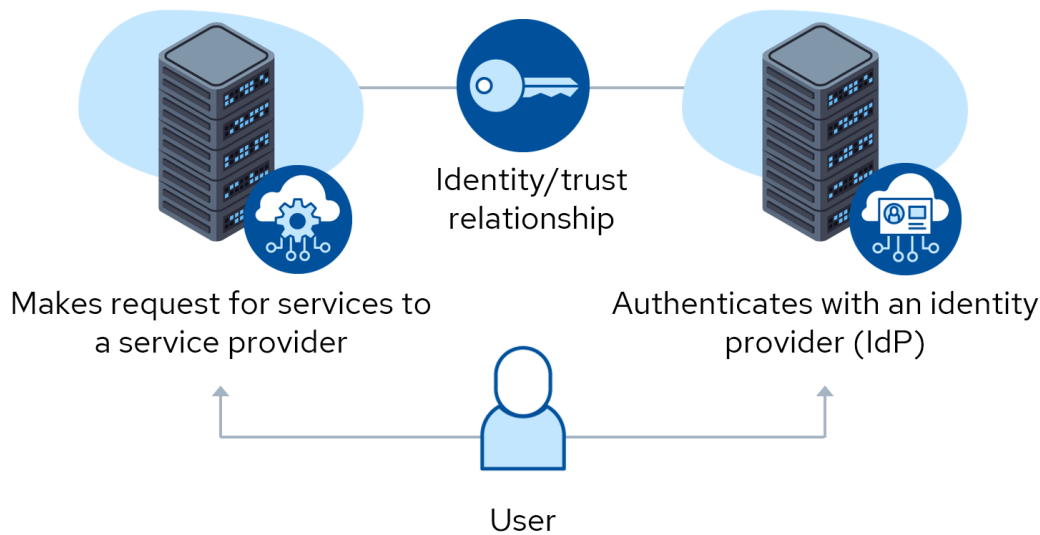 Identity/trust
relationship
Makes request for services to
a service provider
Authenticates with an identity
provider (IdP)
User